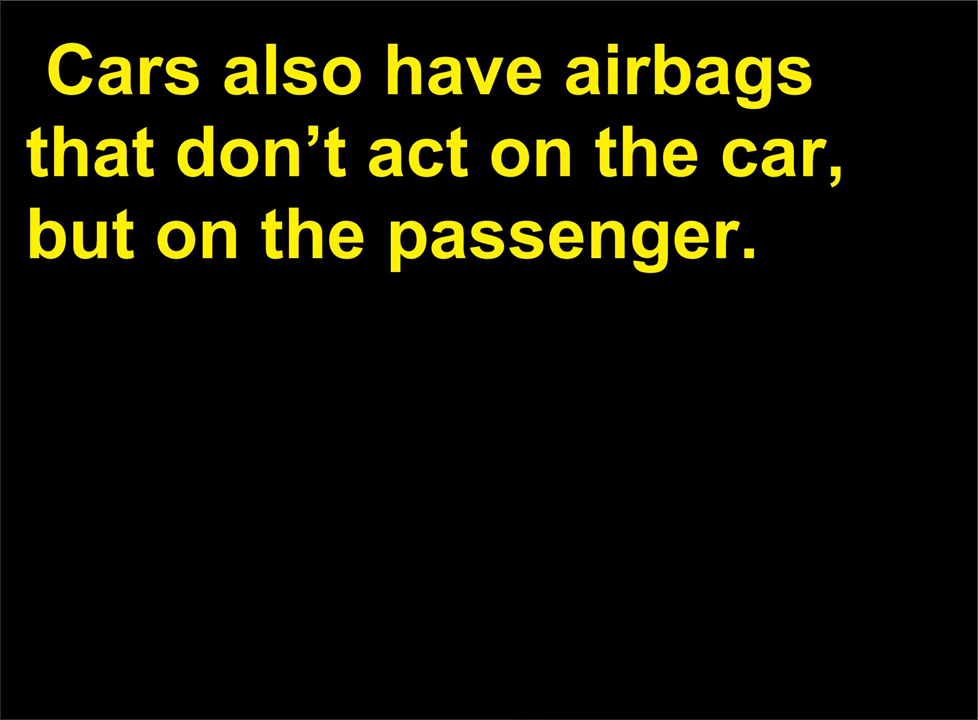 Cars also have airbags
that don’t act on the car,
but on the passenger.